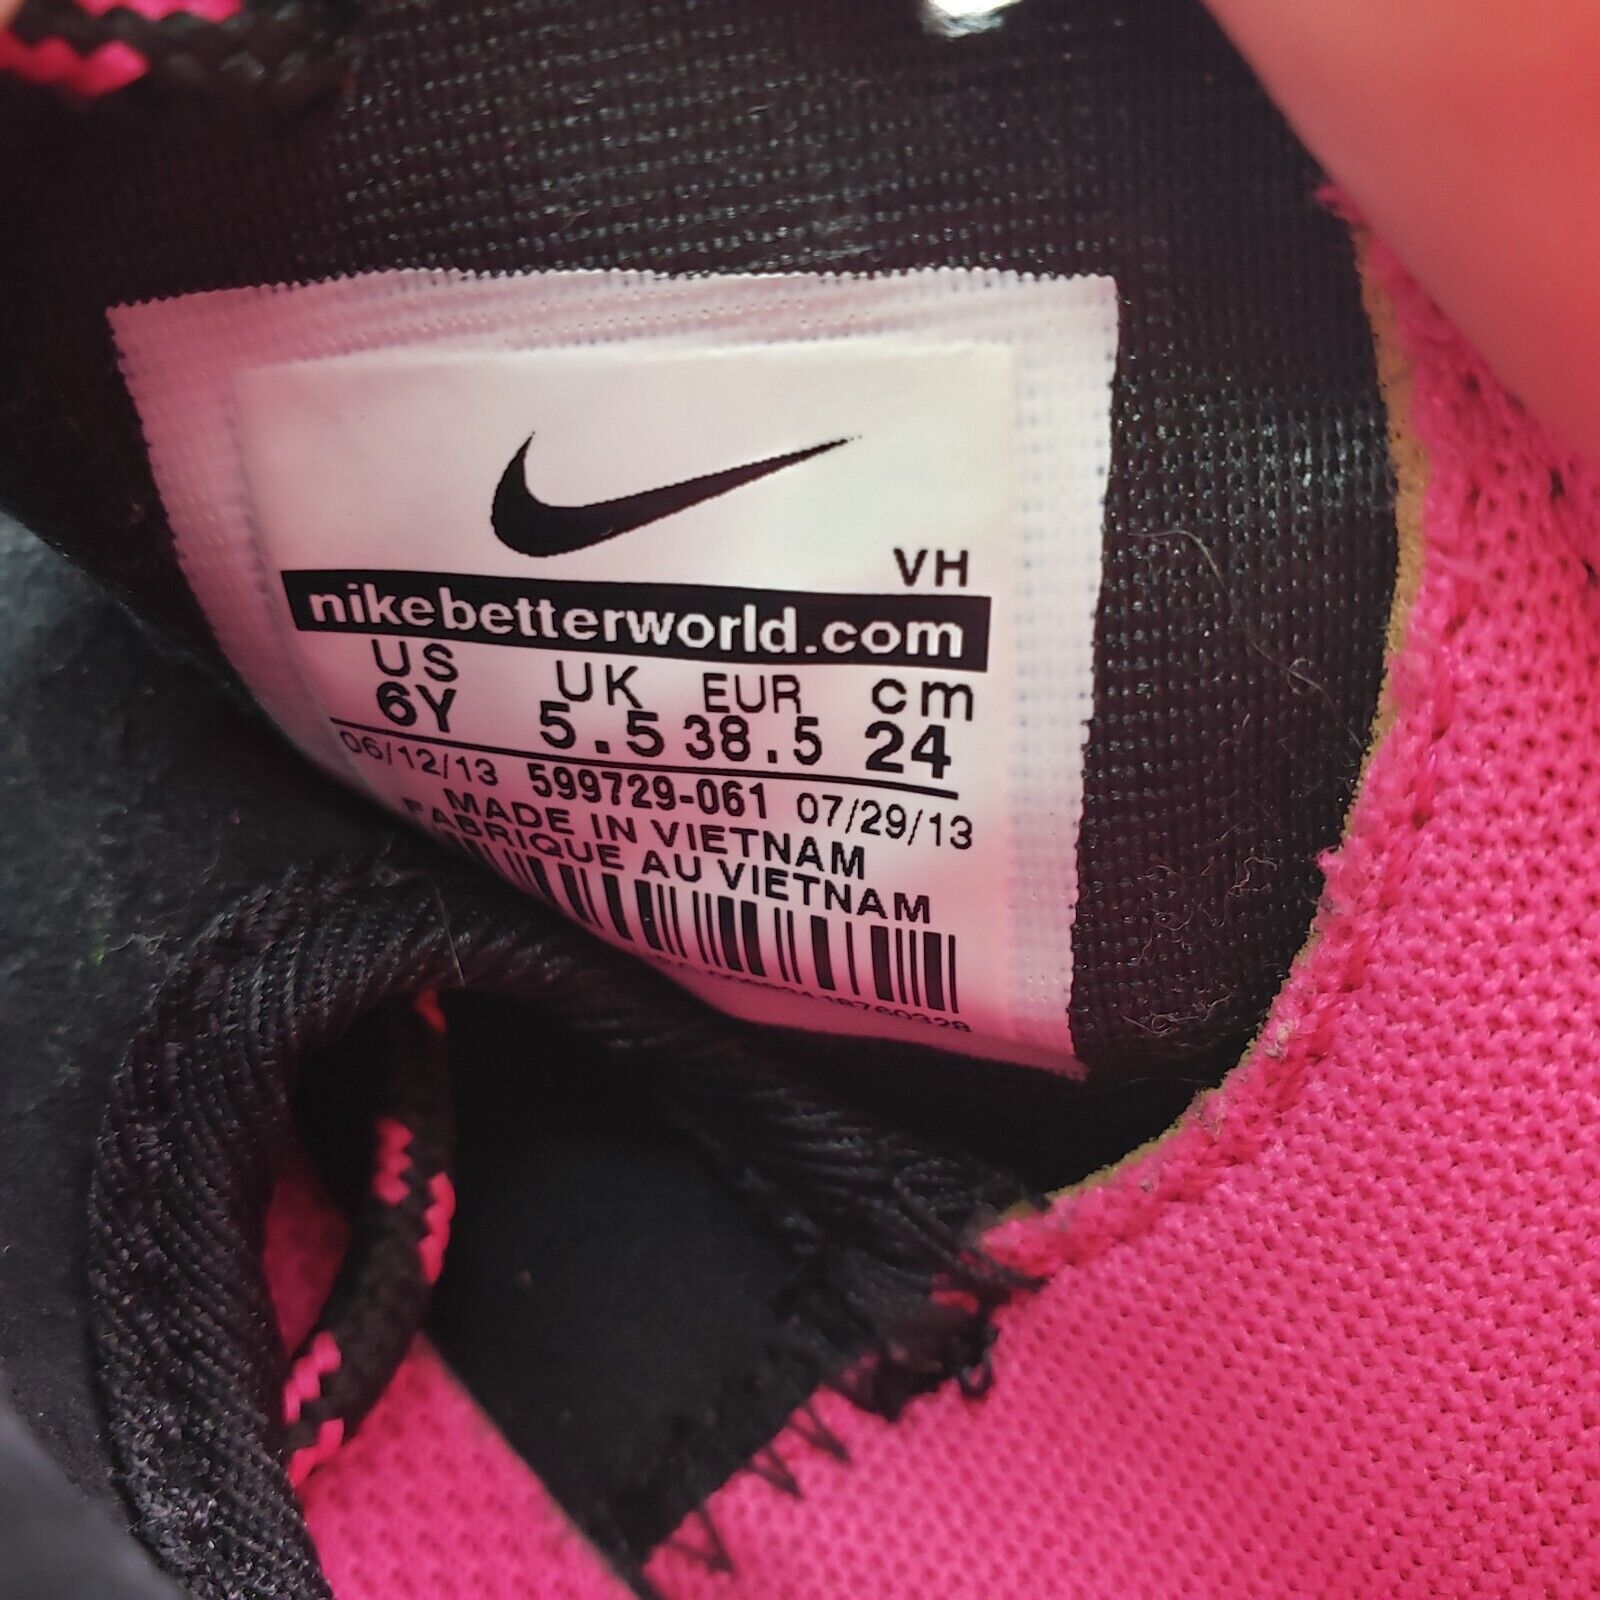 VH
nikebetterworld.com
US UK EUR cm
6Y 5.5 38.5 24
06/12/13 599729-061 07/29/13
MADE IN VIETNAM
FABRIQUE AU VIETNAM